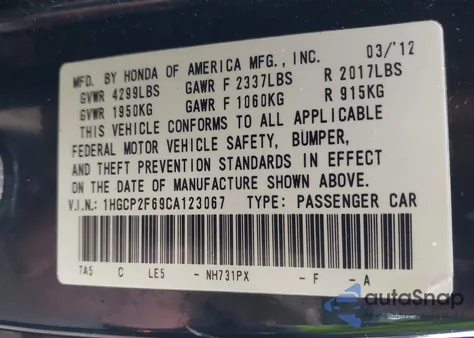 MFD. BY HONDA OF AMERICA MFG., INC. 03/'12
GVWR 4299LBS GAWR F 2337LBS R 2017LBS
GVWR 1950KG GAWR F 1060KG R 915KG
THIS VEHICLE CONFORMS TO ALL APPLICABLE
FEDERAL MOTOR VEHICLE SAFETY, BUMPER,
AND THEFT PREVENTION STANDARDS IN EFFECT
ON THE DATE OF MANUFACTURE SHOWN ABOVE.
V.I.N.: 1HGCP2F69CA123067 TYPE: PASSENGER CAR
TA5 C LE5 - NH731PX - F - A
autoSnap